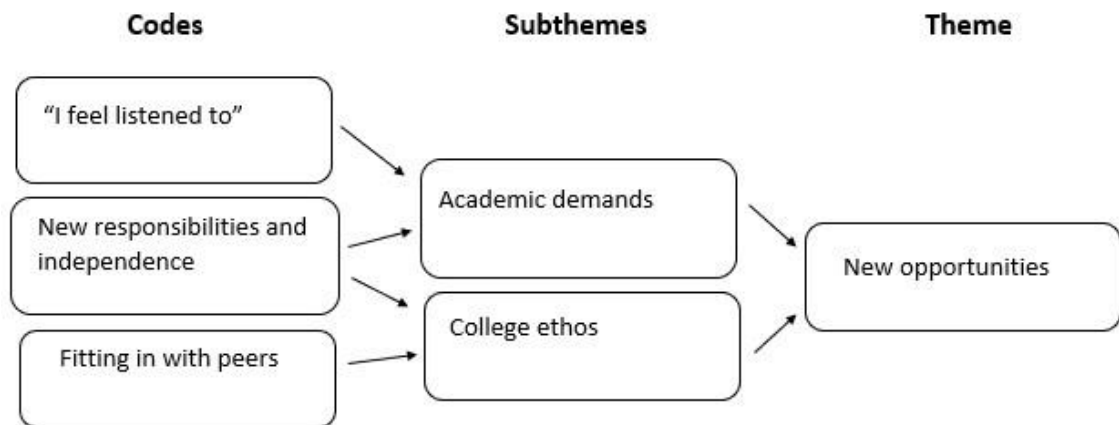 Codes
Subthemes
Theme
“I feel listened to”
New responsibilities and
independence
Fitting in with peers
Academic demands
College ethos
New opportunities